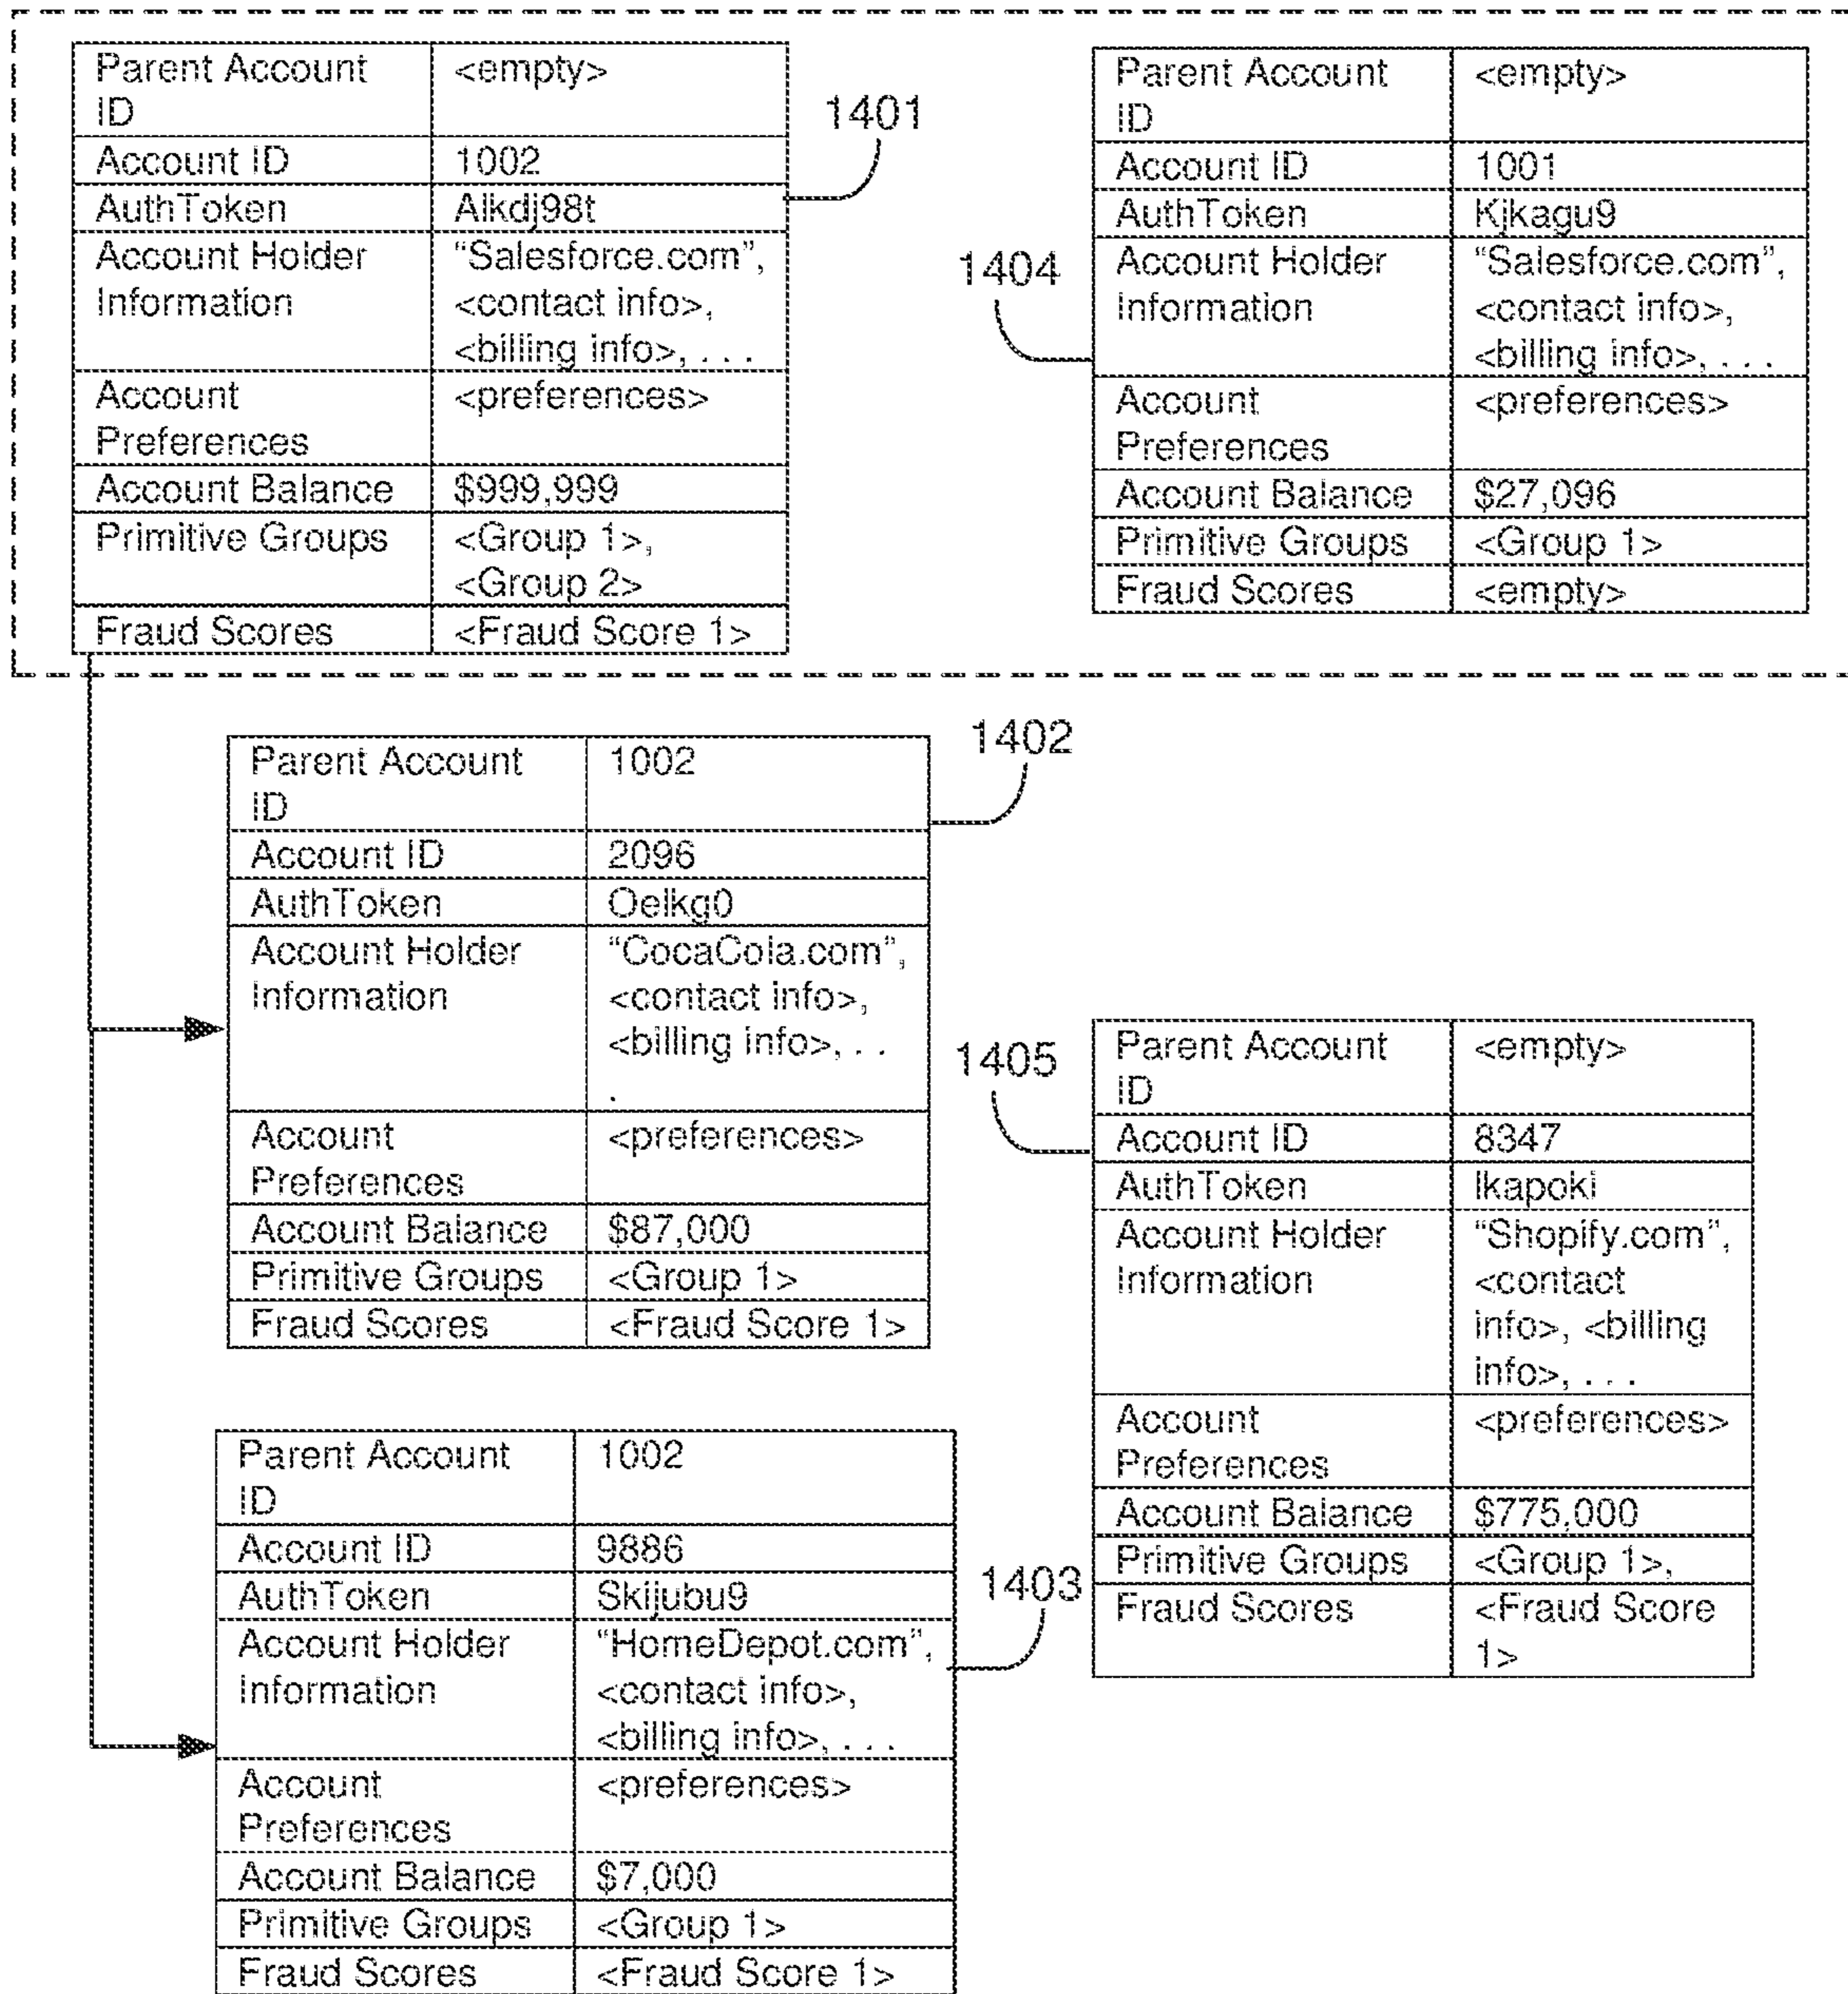 Parent Account <empty>
ID
Account ID 1002
AuthToken Alkdj98t
Account Holder "Salesforce.com",
Information <contact info>,
<billing info>, . . .
Account <preferences>
Preferences
Account Balance $999,999
Primitive Groups <Group 1>,
<Group 2>
Fraud Scores <Fraud Score 1>
1401
Parent Account <empty>
ID
Account ID 1001
AuthToken Kjkagu9
Account Holder "Salesforce.com",
Information <contact info>,
<billing info>, . . .
Account <preferences>
Preferences
Account Balance $27,096
Primitive Groups <Group 1>
Fraud Scores <empty>
1404
Parent Account 1002
ID
Account ID 2096
AuthToken Oelkg0
Account Holder "CocaCola.com",
Information <contact info>,
<billing info>, . .
.
Account <preferences>
Preferences
Account Balance $87,000
Primitive Groups <Group 1>
Fraud Scores <Fraud Score 1>
1402
Parent Account <empty>
ID
Account ID 8347
AuthToken lkapoki
Account Holder "Shopify.com",
Information <contact
info>, <billing
info>, . . .
Account <preferences>
Preferences
Account Balance $775,000
Primitive Groups <Group 1>,
Fraud Scores <Fraud Score
1>
1405
Parent Account 1002
ID
Account ID 9886
AuthToken Skijubu9
Account Holder "HomeDepot.com",
Information <contact info>,
<billing info>, . . .
Account <preferences>
Preferences
Account Balance $7,000
Primitive Groups <Group 1>
Fraud Scores <Fraud Score 1>
1403